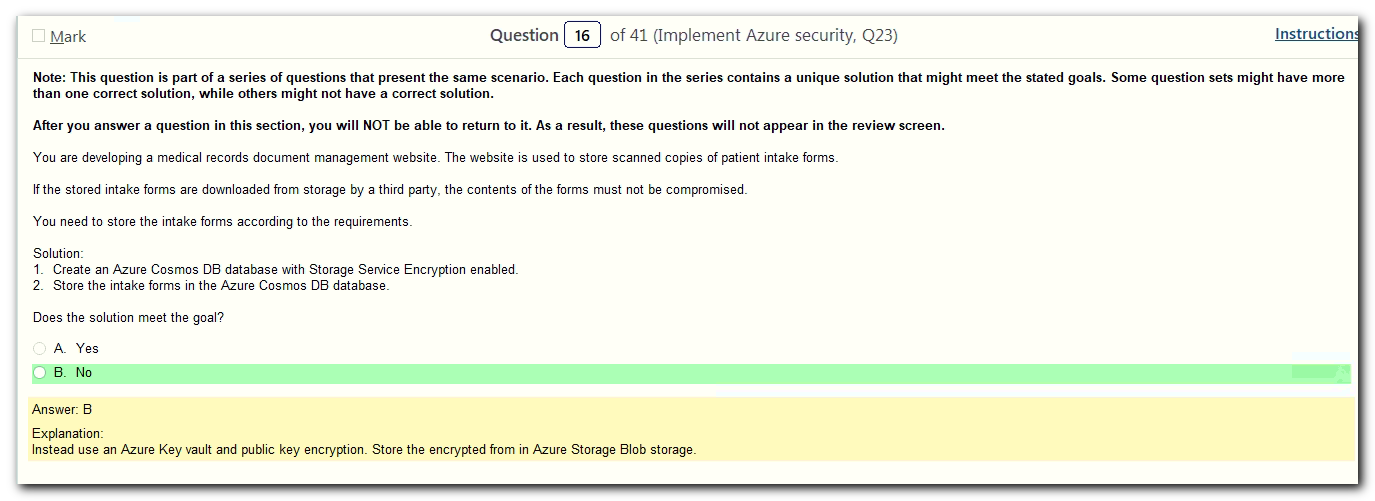 Mark
Question 16 of 41 (Implement Azure security, Q23)
Instructions
Note: This question is part of a series of questions that present the same scenario. Each question in the series contains a unique solution that might meet the stated goals. Some question sets might have more
than one correct solution, while others might not have a correct solution.
After you answer a question in this section, you will NOT be able to return to it. As a result, these questions will not appear in the review screen.
You are developing a medical records document management website. The website is used to store scanned copies of patient intake forms.
If the stored intake forms are downloaded from storage by a third party, the contents of the forms must not be compromised.
You need to store the intake forms according to the requirements.
Solution:
1. Create an Azure Cosmos DB database with Storage Service Encryption enabled.
2. Store the intake forms in the Azure Cosmos DB database.
Does the solution meet the goal?
A. Yes
B. No
Answer: B
Explanation:
Instead use an Azure Key vault and public key encryption. Store the encrypted from in Azure Storage Blob storage.